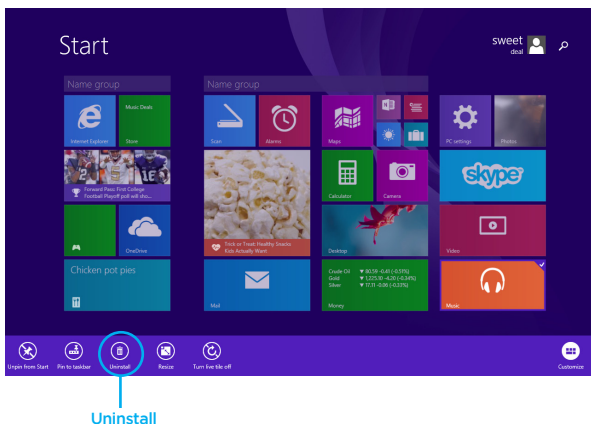 Start
sweet
deal
Name group
Name group
Internet Explorer
Music Deals
Store
Scan
Alarms
Maps
PC settings
Photos
Forward Pass: First College
Football Playoff poll will sho...
Calculator
Camera
skype
OneDrive
Trick or Treat: Healthy Snacks
Kids Actually Want
Desktop
Video
Chicken pot pies
Mail
Crude Oil ▼ 80.59 -0.41 (-0.51%)
Gold ▼ 1,225.10 -4.20 (-0.34%)
Silver ▼ 17.11 -0.06 (-0.33%)
Money
Music
Unpin from Start
Pin to taskbar
Uninstall
Resize
Turn live tile off
Customize
Uninstall